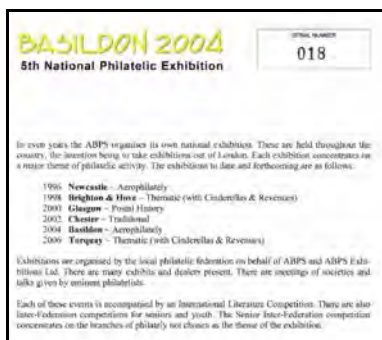 BASILDON 2004
5th National Philatelic Exhibition
SERIAL NUMBER
018
In even years the ABPS organises its own national exhibition. These are held throughout the
country, the intention being to take exhibitions out of London. Each exhibition concentrates on
a major theme of philatelic activity. The exhibitions to date and forthcoming are as follows:
1996 Newcastle – Aerophilately
1998 Brighton & Hove – Thematic (with Cinderellas & Revenues)
2000 Glasgow – Postal History
2002 Chester – Traditional
2004 Basildon – Aerophilately
2006 Torquay – Thematic (with Cinderellas & Revenues)
Exhibitions are organised by the local philatelic federation on behalf of ABPS and ABPS Exhi-
bitions Ltd. There are many exhibits and dealers present. There are meetings of societies and
talks given by eminent philatelists.
Each of these events is accompanied by an International Literature Competition. There are also
Inter-Federation competitions for seniors and youth. The Senior Inter-Federation competition
concentrates on the branches of philately not chosen as the theme of the exhibition.